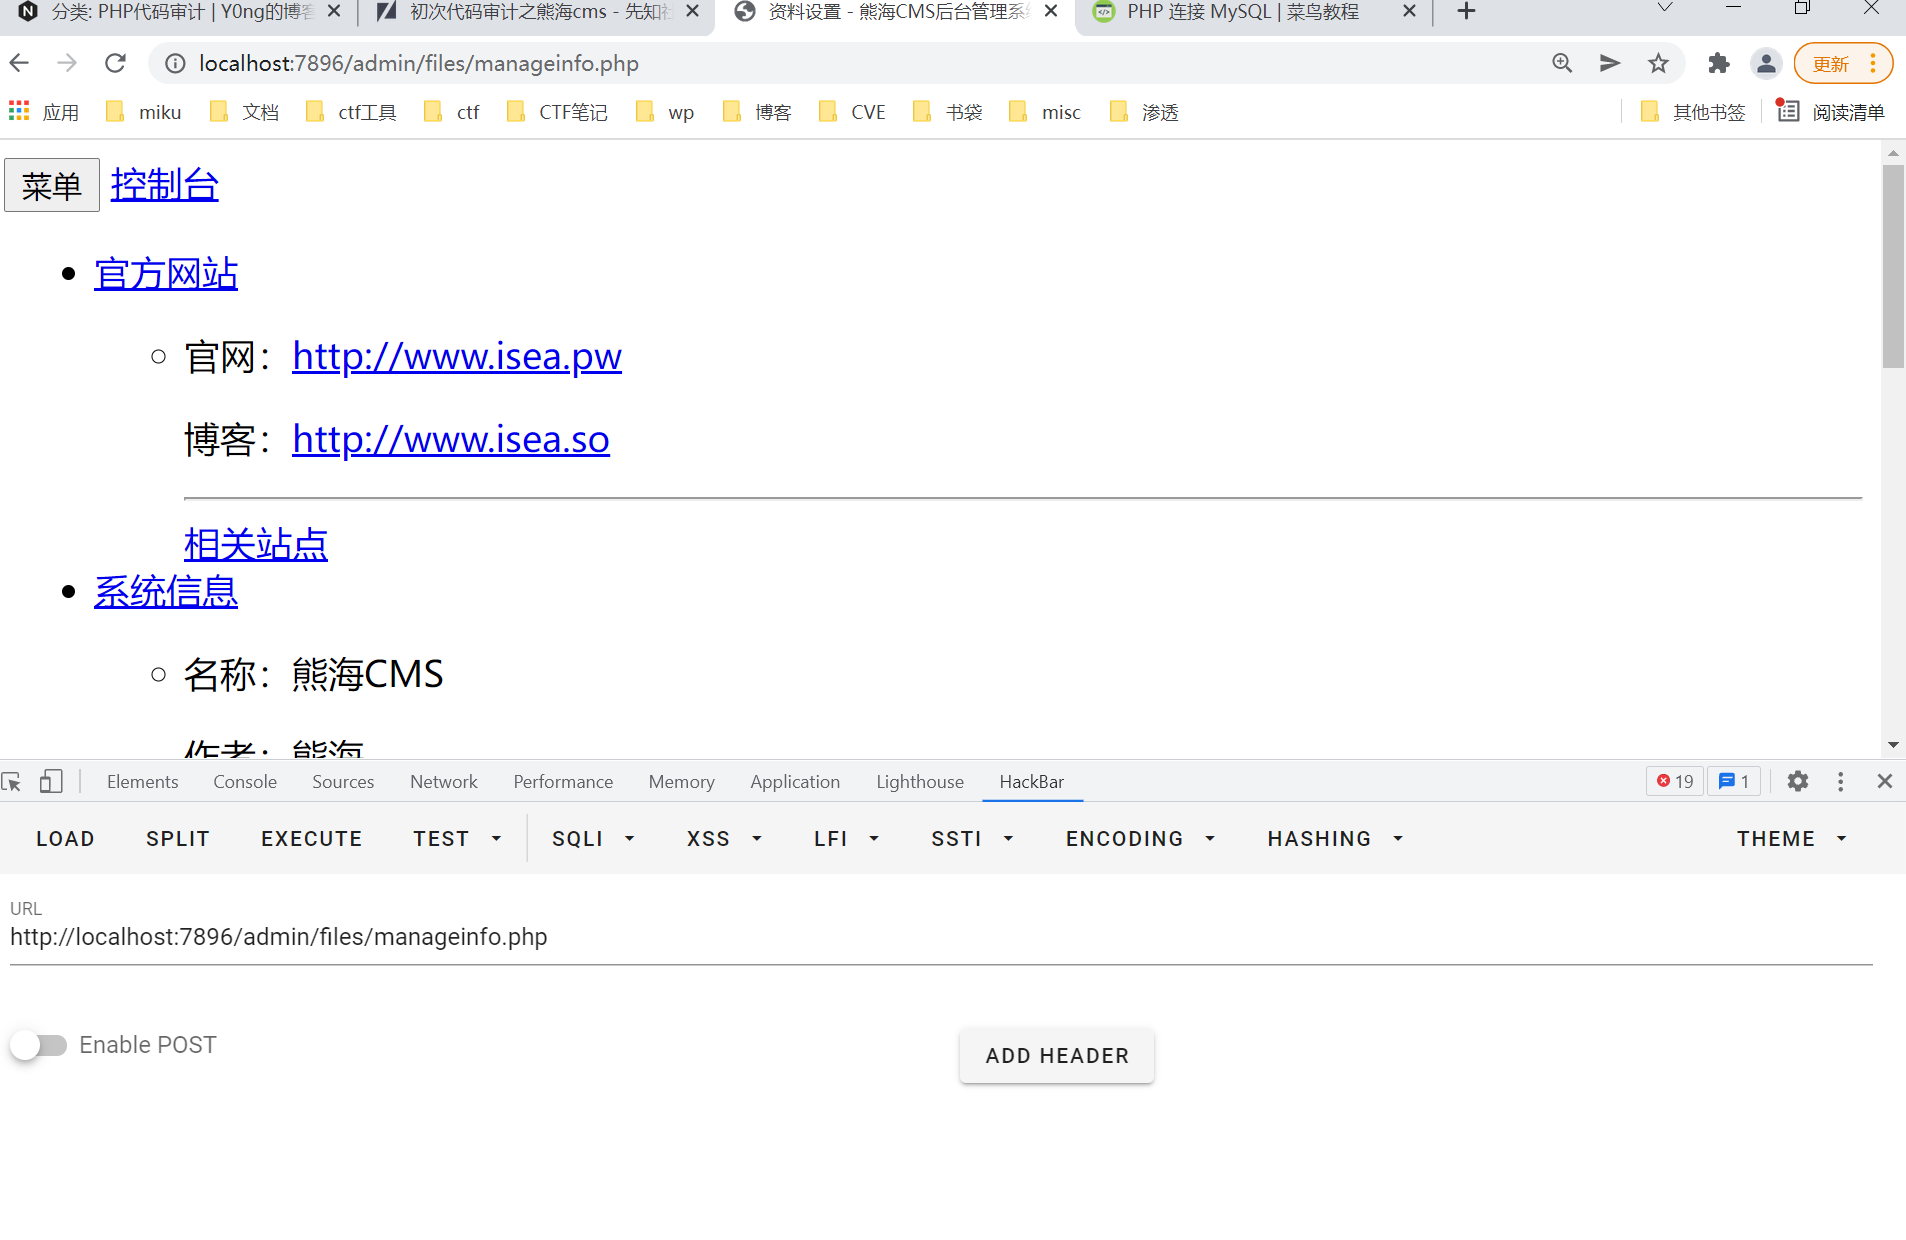 分类: PHP代码审计 | Y0ng的博客
初次代码审计之熊海cms - 先知社
资料设置 - 熊海CMS后台管理系统
PHP 连接 MySQL | 菜鸟教程
localhost:7896/admin/files/manageinfo.php
更新
应用 miku 文档 ctf工具 ctf CTF笔记 wp 博客 CVE 书袋 misc 渗透 其他书签 阅读清单
菜单 控制台
官方网站
官网：http://www.isea.pw
博客：http://www.isea.so
相关站点
系统信息
名称：熊海CMS
作者：熊海
Elements Console Sources Network Performance Memory Application Lighthouse HackBar 19 1
LOAD SPLIT EXECUTE TEST SQLI XSS LFI SSTI ENCODING HASHING THEME
URL
http://localhost:7896/admin/files/manageinfo.php
Enable POST
ADD HEADER